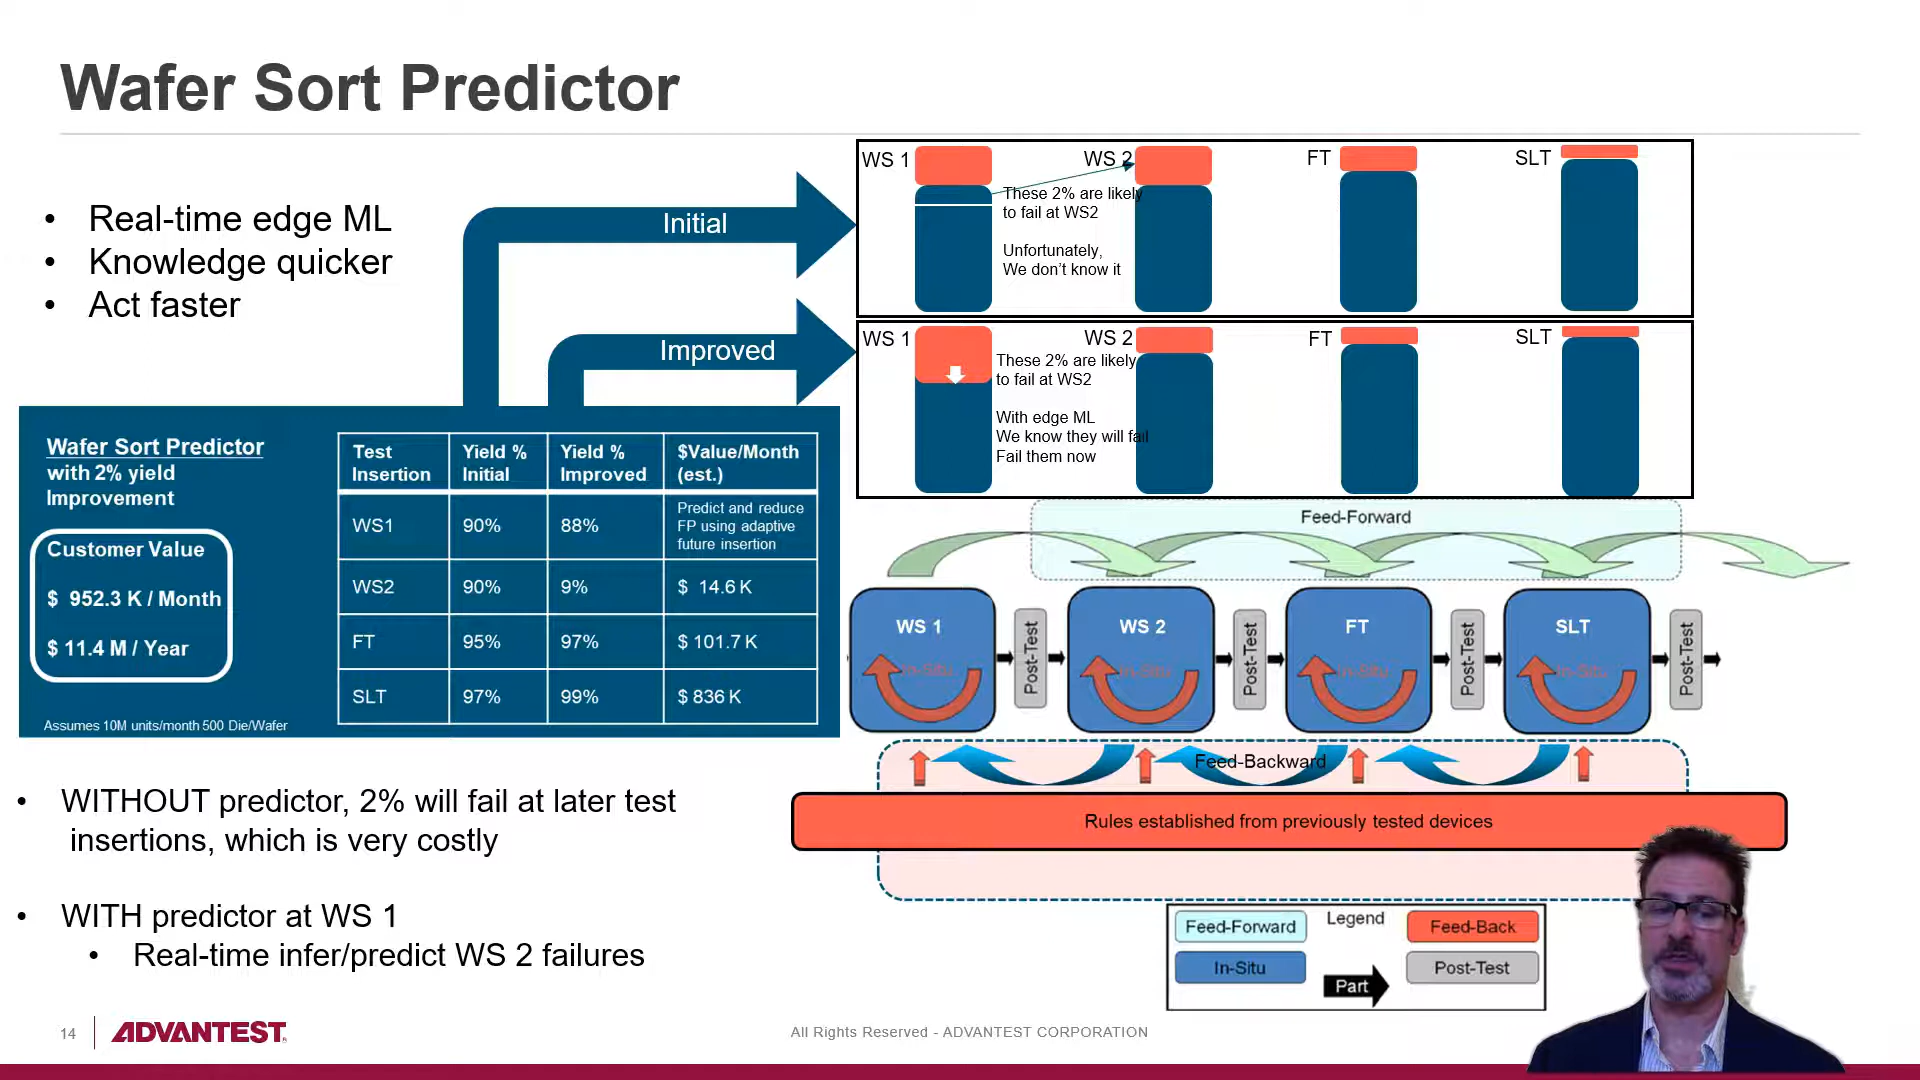 Wafer Sort Predictor
• Real-time edge ML
• Knowledge quicker
• Act faster
Initial
Improved
WS 1
These 2% are likely
to fail at WS2
Unfortunately,
We don't know it
WS 2
FT
SLT
WS 1
These 2% are likely
to fail at WS2
With edge ML
We know they will fail
Fail them now
WS 2
FT
SLT
Wafer Sort Predictor
with 2% yield
Improvement
Customer Value
$ 952.3 K / Month
$ 11.4 M / Year
Assumes 10M units/month 500 Die/Wafer
Test Insertion Yield % Initial Yield % Improved $Value/Month (est.)
WS1 90% 88% Predict and reduce FP using adaptive future insertion
WS2 90% 9% $ 14.6 K
FT 95% 97% $ 101.7 K
SLT 97% 99% $ 836 K
Feed-Forward
WS 1
In-Situ
Post-Test
WS 2
In-Situ
Post-Test
FT
In-Situ
Post-Test
SLT
In-Situ
Post-Test
Feed-Backward
Rules established from previously tested devices
Legend
Feed-Forward
Feed-Back
In-Situ
Part
Post-Test
• WITHOUT predictor, 2% will fail at later test
insertions, which is very costly
• WITH predictor at WS 1
• Real-time infer/predict WS 2 failures
14
ADVANTEST
All Rights Reserved - ADVANTEST CORPORATION